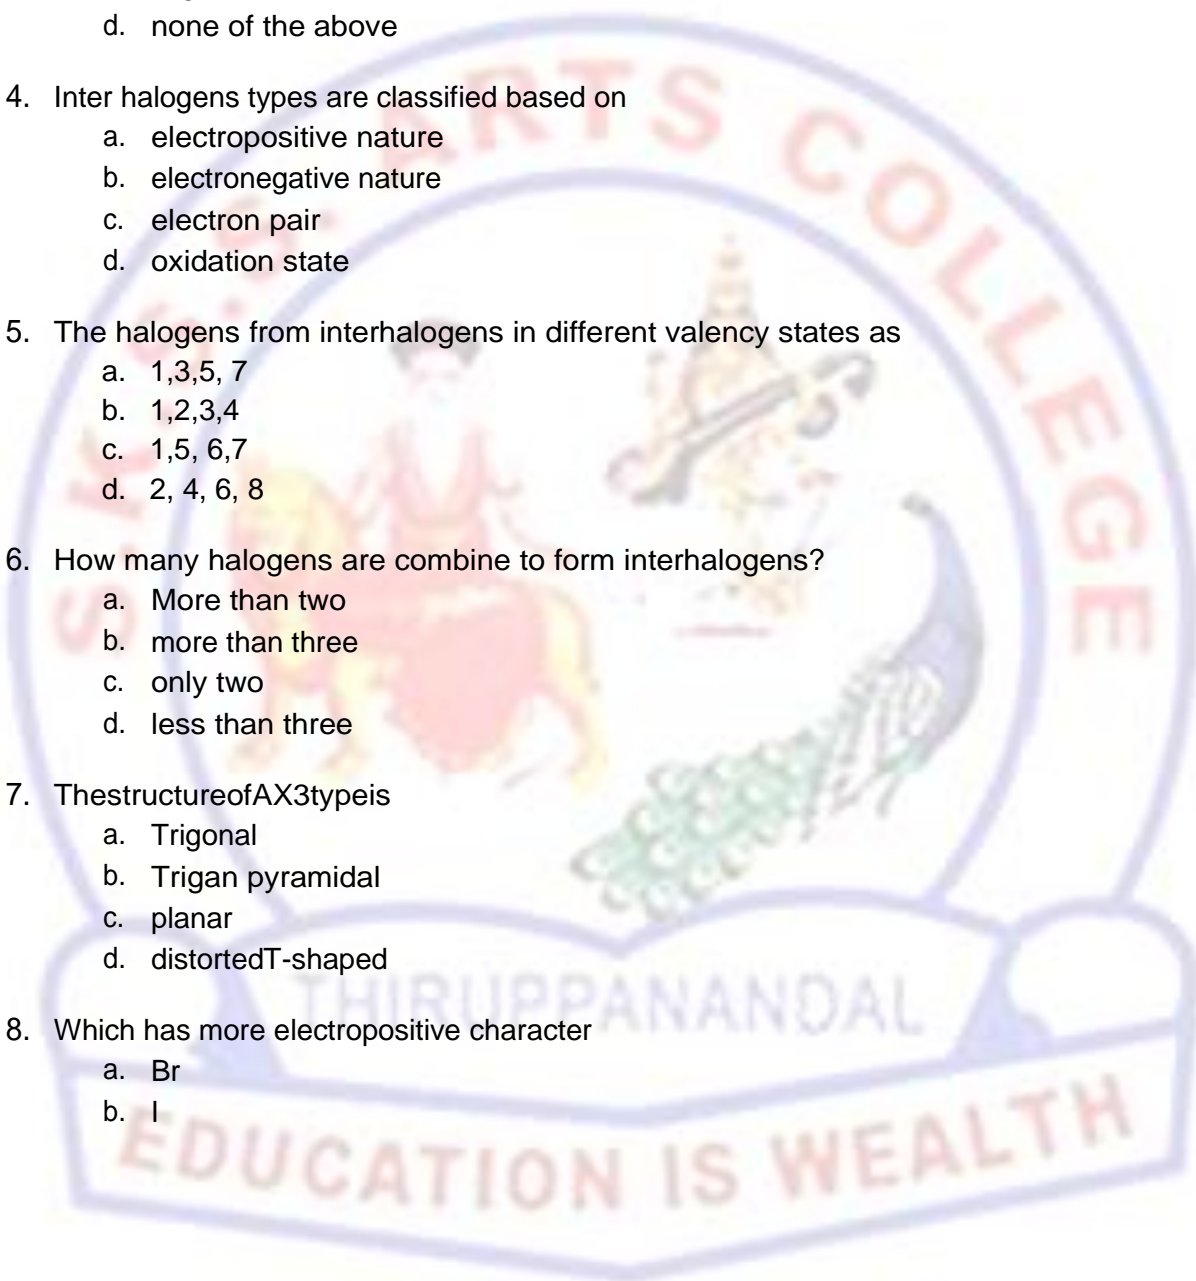 d. none of the above
4. Inter halogens types are classified based on
a. electropositive nature
b. electronegative nature
c. electron pair
d. oxidation state
5. The halogens from interhalogens in different valency states as
a. 1,3,5, 7
b. 1,2,3,4
c. 1,5, 6,7
d. 2, 4, 6, 8
6. How many halogens are combine to form interhalogens?
a. More than two
b. more than three
c. only two
d. less than three
7. ThestructureofAX3typeis
a. Trigonal
b. Trigan pyramidal
c. planar
d. distortedT-shaped
8. Which has more electropositive character
a. Br
b. I
S.K.S.S. ARTS COLLEGE
THIRUPPANANDAL
EDUCATION IS WEALTH